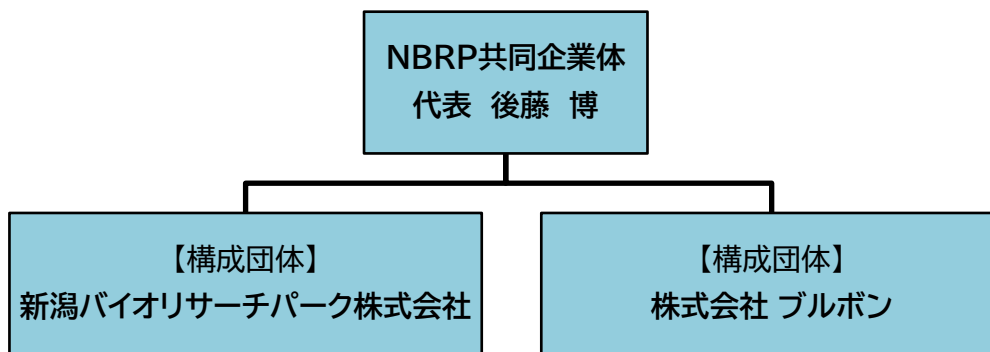 NBRP共同企業体
代表 後藤 博
【構成団体】
新潟バイオリサーチパーク株式会社
【構成団体】
株式会社 ブルボン